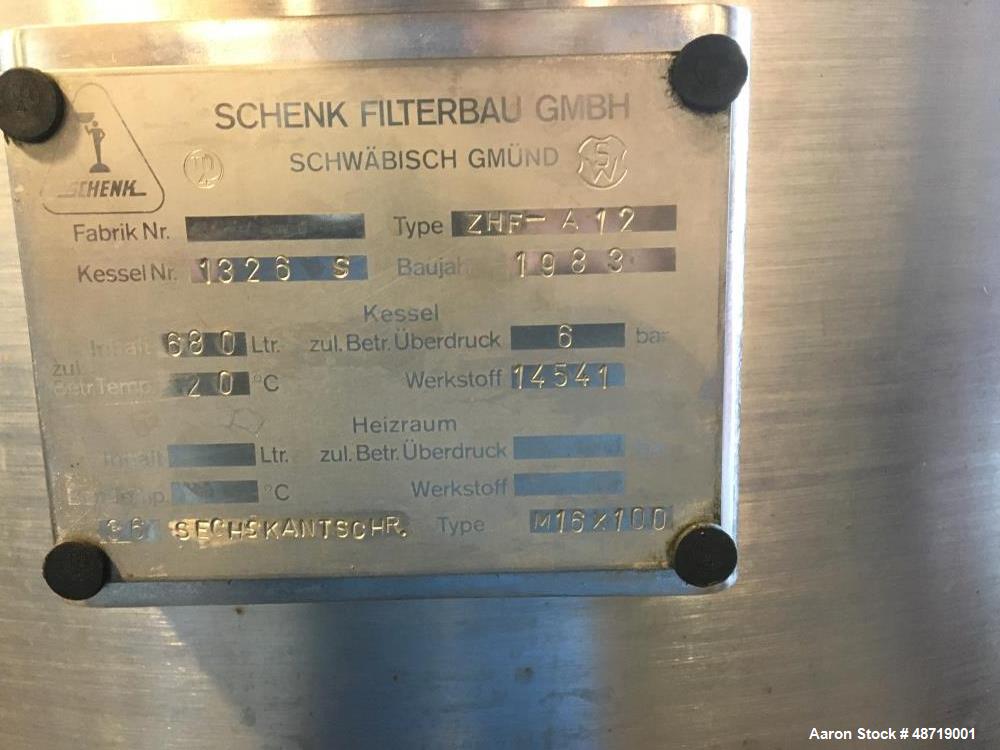 SCHENK FILTERBAU GMBH
SCHWÄBISCH GMÜND
SCHENK
Fabrik Nr. Type ZHF-A12
Kessel Nr. 1326 S Baujahr 1983
Kessel
Inhalt 680 Ltr. zul. Betr. Überdruck 6 bar
zul.
Betr.Temp. 20 °C Werkstoff 14541
Heizraum
Inhalt Ltr. zul. Betr. Überdruck bar
°C Werkstoff
36 SECHSKANTSCHR. Type M16X100
Aaron Stock # 48719001